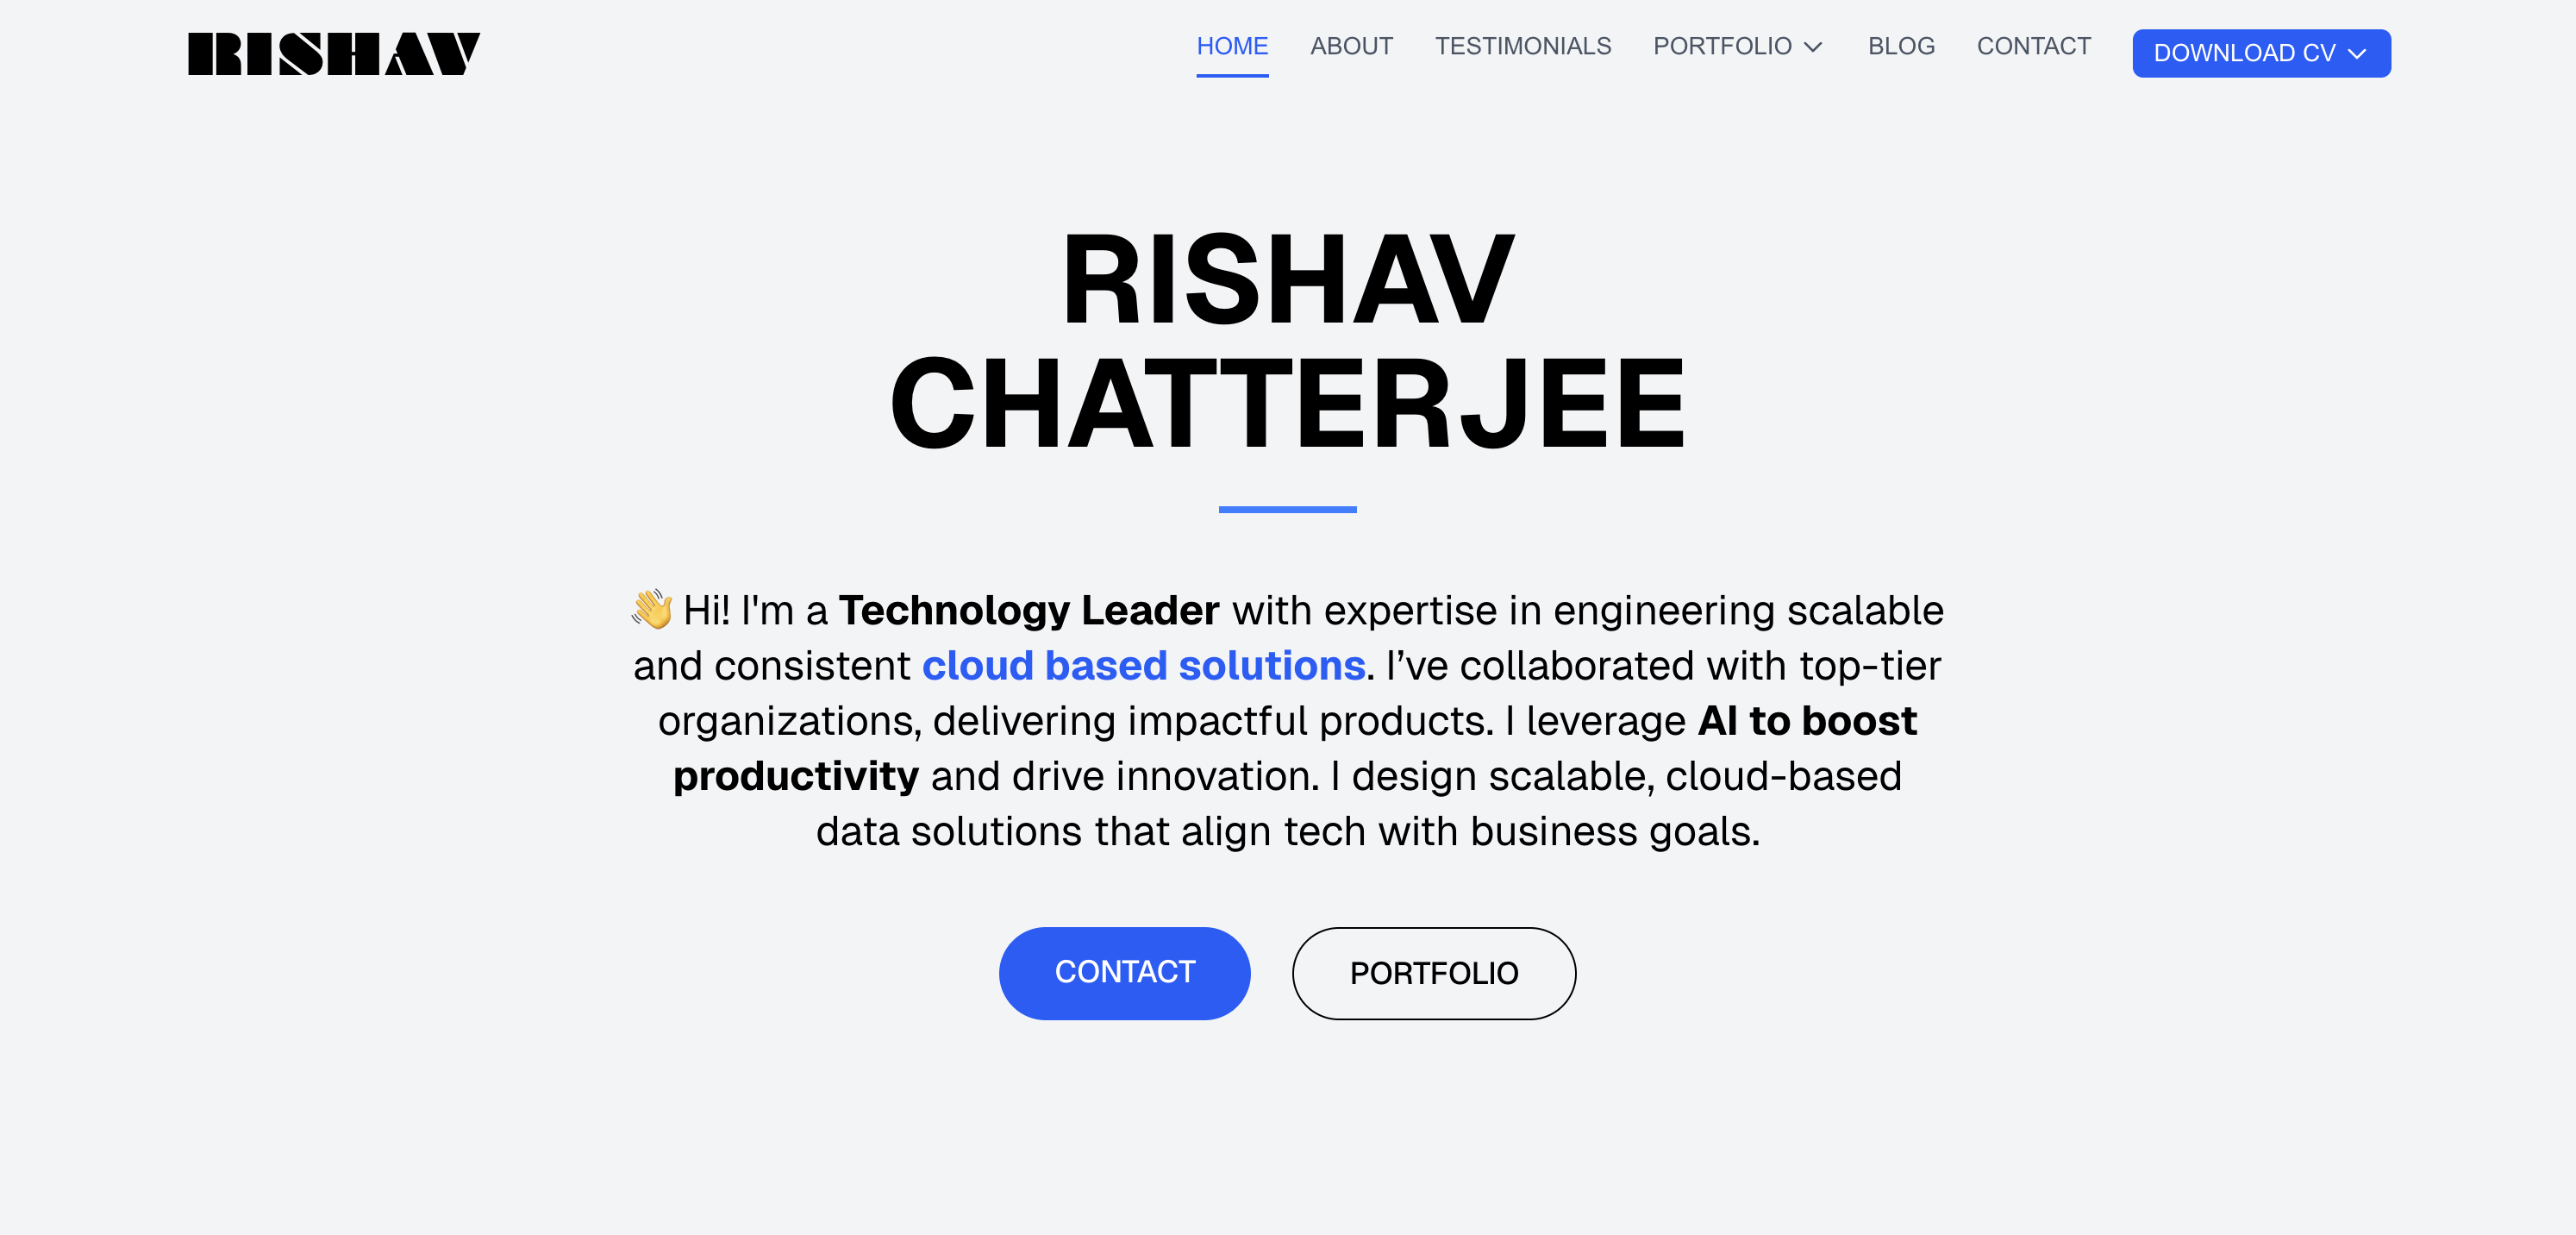 RISHAV
HOME ABOUT TESTIMONIALS PORTFOLIO BLOG CONTACT DOWNLOAD CV
RISHAV
CHATTERJEE
👋 Hi! I'm a Technology Leader with expertise in engineering scalable
and consistent cloud based solutions. I’ve collaborated with top-tier
organizations, delivering impactful products. I leverage AI to boost
productivity and drive innovation. I design scalable, cloud-based
data solutions that align tech with business goals.
CONTACT PORTFOLIO